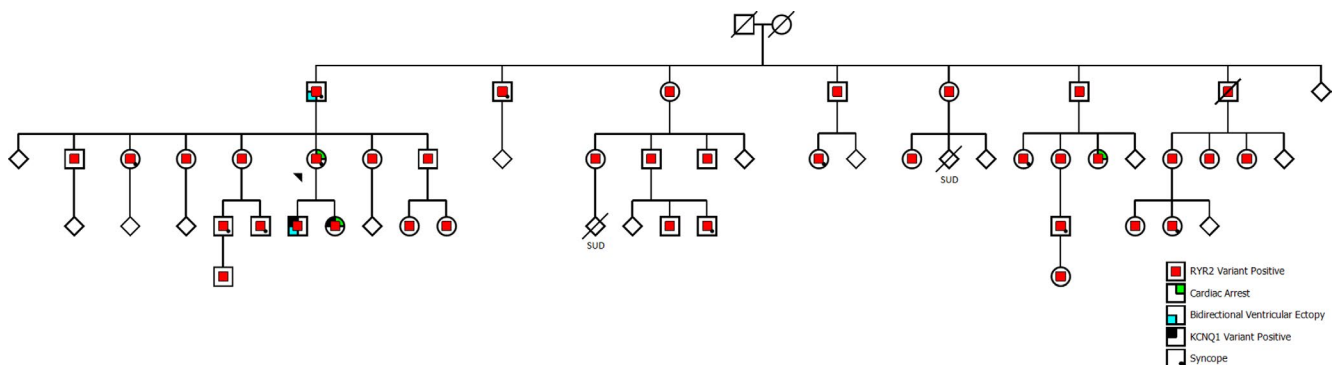 SUD
SUD
RYR2 Variant Positive
Cardiac Arrest
Bidirectional Ventricular Ectopy
KCNQ1 Variant Positive
Syncope